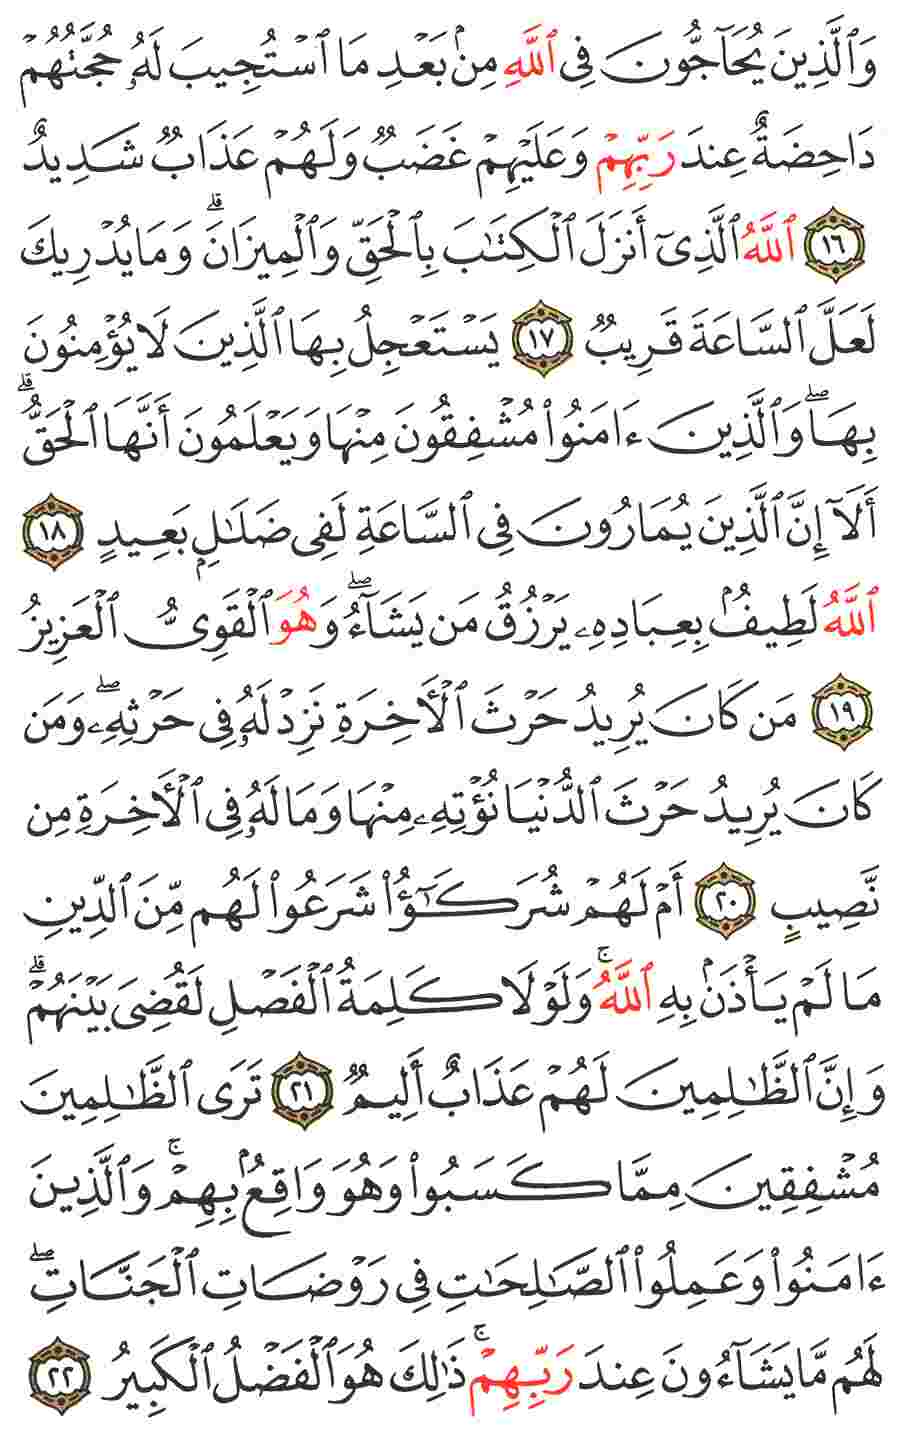 وَٱلَّذِينَ يُحَآجُّونَ فِى ٱللَّهِ مِنۢ بَعْدِ مَا ٱسْتُجِيبَ لَهُۥ حُجَّتُهُمْ
دَاحِضَةٌ عِندَ رَبِّهِمْ وَعَلَيْهِمْ غَضَبٌ وَلَهُمْ عَذَابٌ شَدِيدٌ
١٦ ٱللَّهُ ٱلَّذِىٓ أَنزَلَ ٱلْكِتَٰبَ بِٱلْحَقِّ وَٱلْمِيزَانَ ۗ وَمَا يُدْرِيكَ
لَعَلَّ ٱلسَّاعَةَ قَرِيبٌ ١٧ يَسْتَعْجِلُ بِهَا ٱلَّذِينَ لَا يُؤْمِنُونَ
بِهَا ۖ وَٱلَّذِينَ ءَامَنُوا۟ مُشْفِقُونَ مِنْهَا وَيَعْلَمُونَ أَنَّهَا ٱلْحَقُّ ۗ
أَلَآ إِنَّ ٱلَّذِينَ يُمَارُونَ فِى ٱلسَّاعَةِ لَفِى ضَلَٰلٍۭ بَعِيدٍ ١٨
ٱللَّهُ لَطِيفٌۢ بِعِبَادِهِۦ يَرْزُقُ مَن يَشَآءُ ۖ وَهُوَ ٱلْقَوِىُّ ٱلْعَزِيزُ
١٩ مَن كَانَ يُرِيدُ حَرْثَ ٱلْأَخِرَةِ نَزِدْ لَهُۥ فِى حَرْثِهِۦ ۖ وَمَن
كَانَ يُرِيدُ حَرْثَ ٱلدُّنْيَا نُؤْتِهِۦ مِنْهَا وَمَا لَهُۥ فِى ٱلْأَخِرَةِ مِن
نَّصِيبٍ ٢٠ أَمْ لَهُمْ شُرَكَٰٓؤُا۟ شَرَعُوا۟ لَهُم مِّنَ ٱلدِّينِ
مَا لَمْ يَأْذَنۢ بِهِ ٱللَّهُ ۚ وَلَوْلَا كَلِمَةُ ٱلْفَصْلِ لَقُضِىَ بَيْنَهُمْ ۗ
وَإِنَّ ٱلظَّٰلِمِينَ لَهُمْ عَذَابٌ أَلِيمٌ ٢١ تَرَى ٱلظَّٰلِمِينَ
مُشْفِقِينَ مِمَّا كَسَبُوا۟ وَهُوَ وَاقِعٌۢ بِهِمْ ۗ وَٱلَّذِينَ
ءَامَنُوا۟ وَعَمِلُوا۟ ٱلصَّٰلِحَٰتِ فِى رَوْضَاتِ ٱلْجَنَّاتِ ۖ
لَهُم مَّا يَشَآءُونَ عِندَ رَبِّهِمْ ۚ ذَٰلِكَ هُوَ ٱلْفَضْلُ ٱلْكَبِيرُ ٢٢